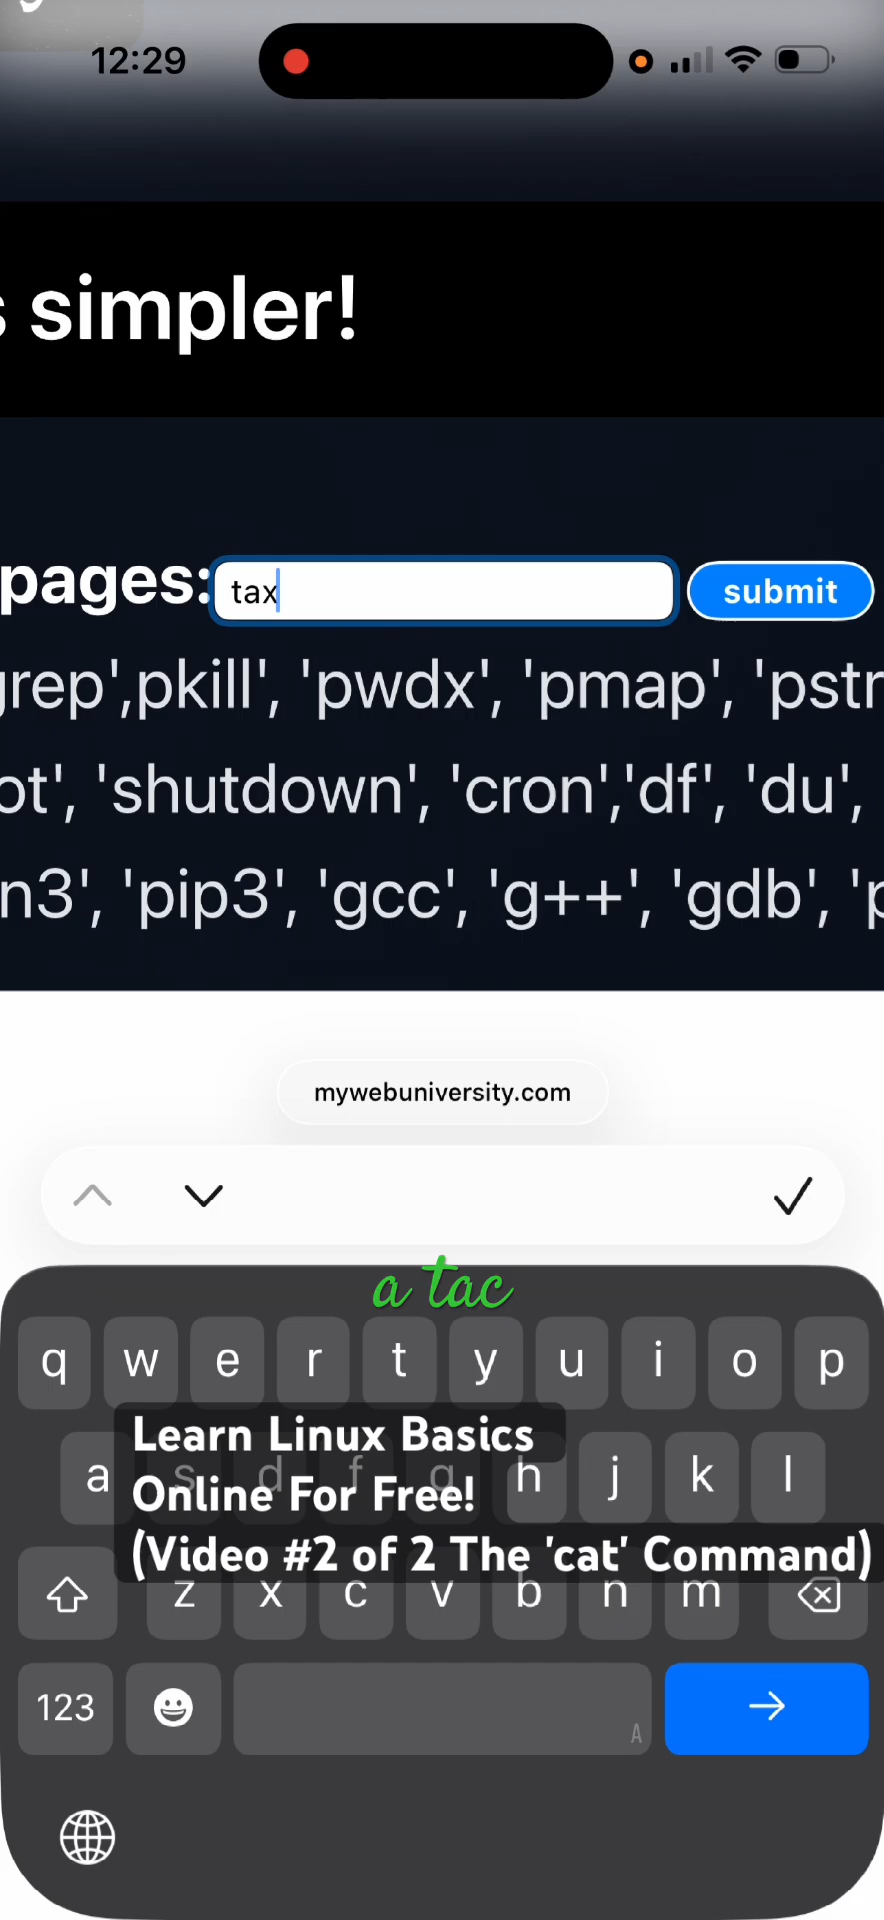 12:29
s simpler!
pages:
tax
submit
grep',pkill', 'pwdx', 'pmap', 'pstr
ot', 'shutdown', 'cron','df', 'du',
n3', 'pip3', 'gcc', 'g++', 'gdb', 'p
mywebuniversity.com
a tac
q w e r t y u i o p
a s d f g h j k l
Learn Linux Basics
Online For Free!
(Video #2 of 2 The 'cat' Command)
z x c v b n m
123
A